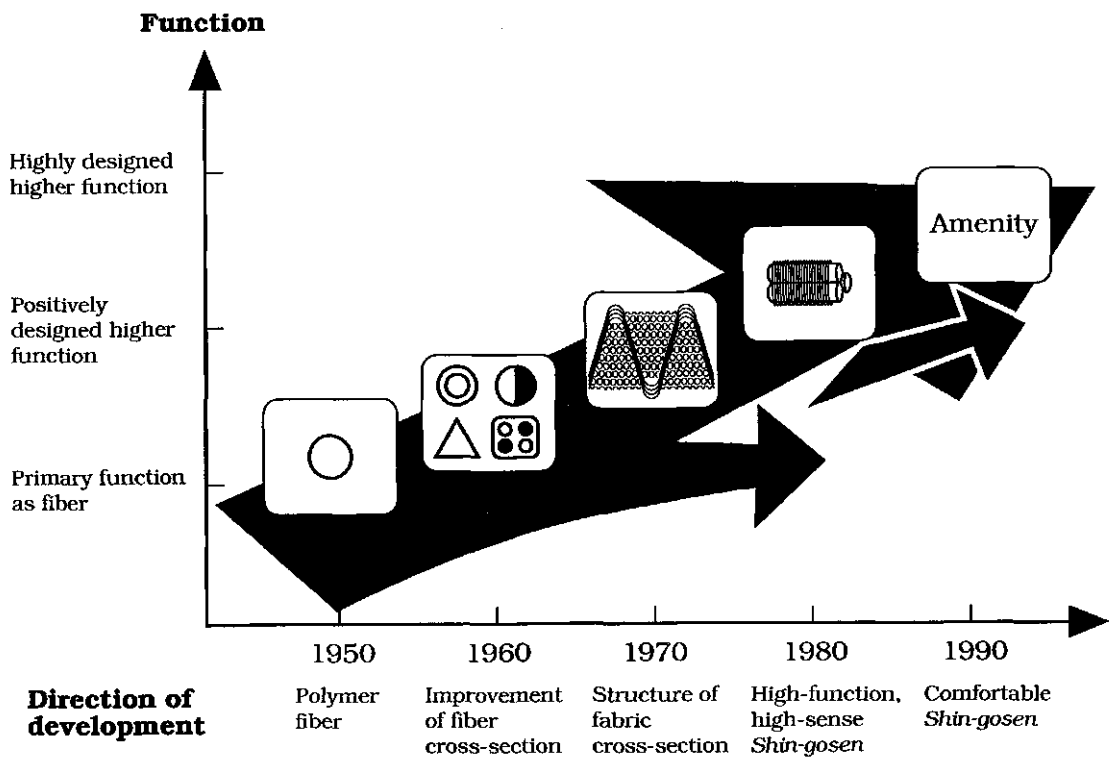 Function
Highly designed
higher function
Amenity
Positively
designed higher
function
Primary function
as fiber
1950
1960
1970
1980
1990
Direction of
development
Polymer
fiber
Improvement
of fiber
cross-section
Structure of
fabric
cross-section
High-function,
high-sense
Shin-gosen
Comfortable
Shin-gosen